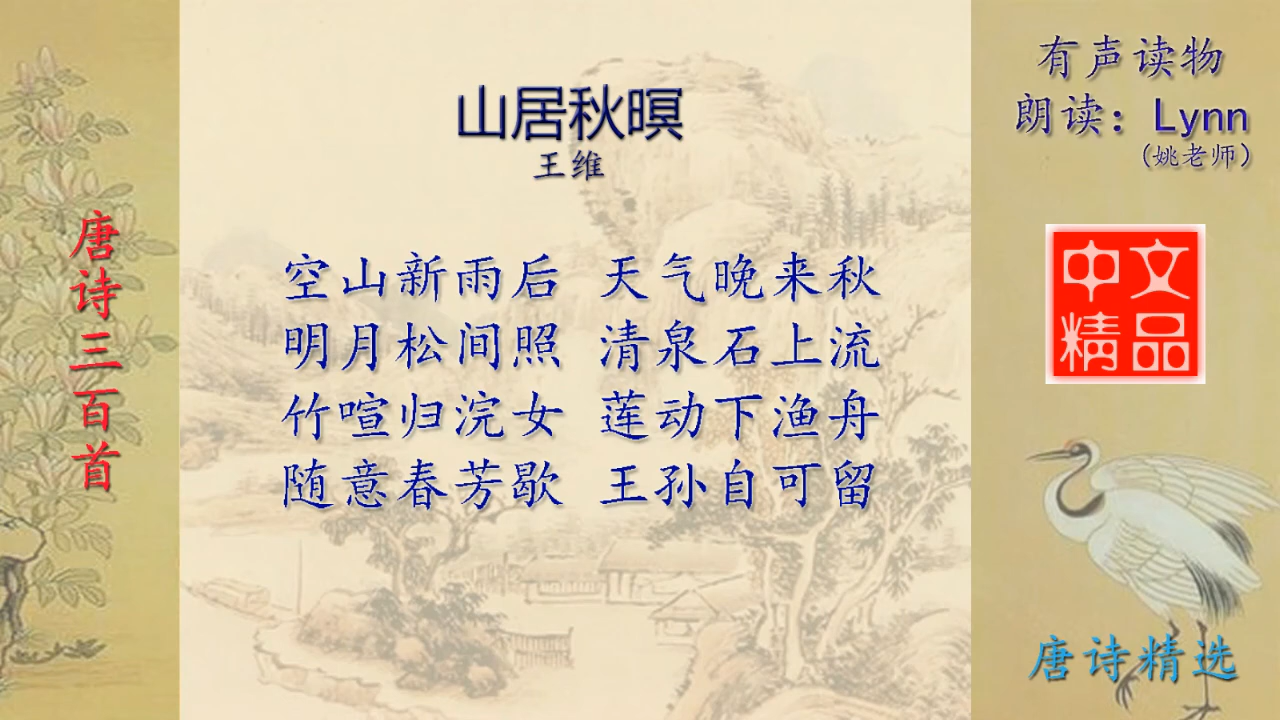 山居秋暝
王维
空山新雨后 天气晚来秋
明月松间照 清泉石上流
竹喧归浣女 莲动下渔舟
随意春芳歇 王孙自可留
唐诗三百首
有声读物
朗读：Lynn
（姚老师）
中文
精品
唐诗精选